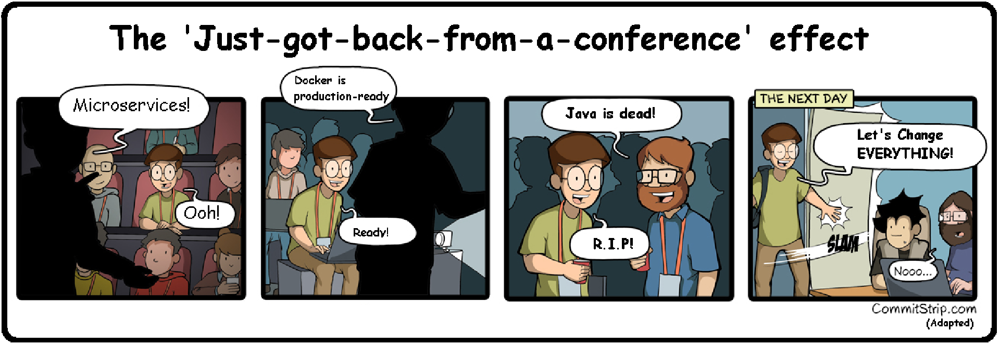 The 'Just-got-back-from-a-conference' effect
Microservices!
Ooh!
Docker is
production-ready
Ready!
Java is dead!
R.I.P!
THE NEXT DAY
Let's Change
EVERYTHING!
SLAM
Nooo...
CommitStrip.com
(Adapted)